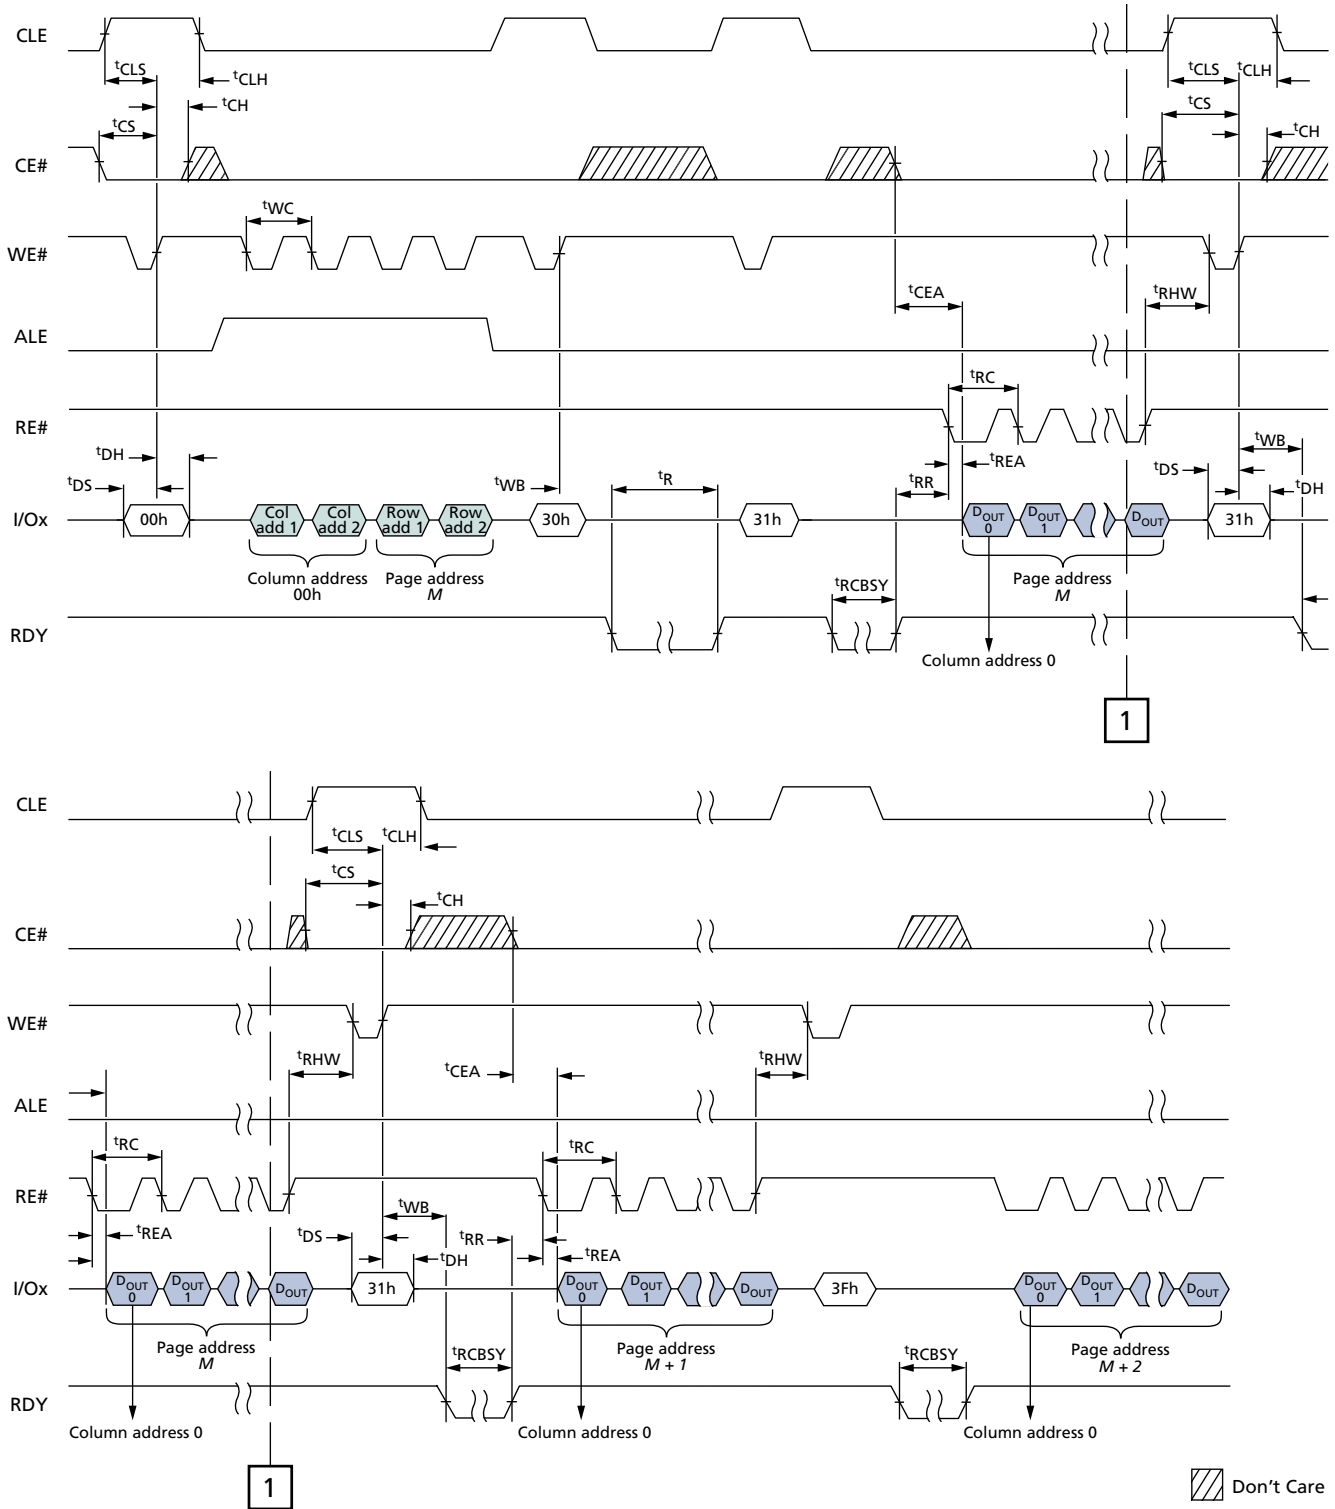 CLE
tCLS
tCLH
tCLS
tCLH
tCH
tCS
tCS
tCH
CE#
tWC
WE#
tCEA
tRHW
ALE
tRC
RE#
tDH
tWB
tREA
tDS
tWB
tR
tRR
tDS
tDH
I/Ox
00h
Col add 1
Col add 2
Row add 1
Row add 2
30h
31h
DOUT 0
DOUT 1
DOUT
31h
Column address 00h
Page address M
Page address M
tRCBSY
RDY
Column address 0
1
CLE
tCLS
tCLH
tCS
tCH
CE#
WE#
tRHW
tCEA
tRHW
ALE
tRC
tRC
RE#
tWB
tREA
tDS
tRR
tDH
tREA
I/Ox
DOUT 0
DOUT 1
DOUT
31h
DOUT 0
DOUT 1
DOUT
3Fh
DOUT 0
DOUT 1
DOUT
Page address M
tRCBSY
Page address M + 1
tRCBSY
Page address M + 2
RDY
Column address 0
Column address 0
Column address 0
1
Don't Care